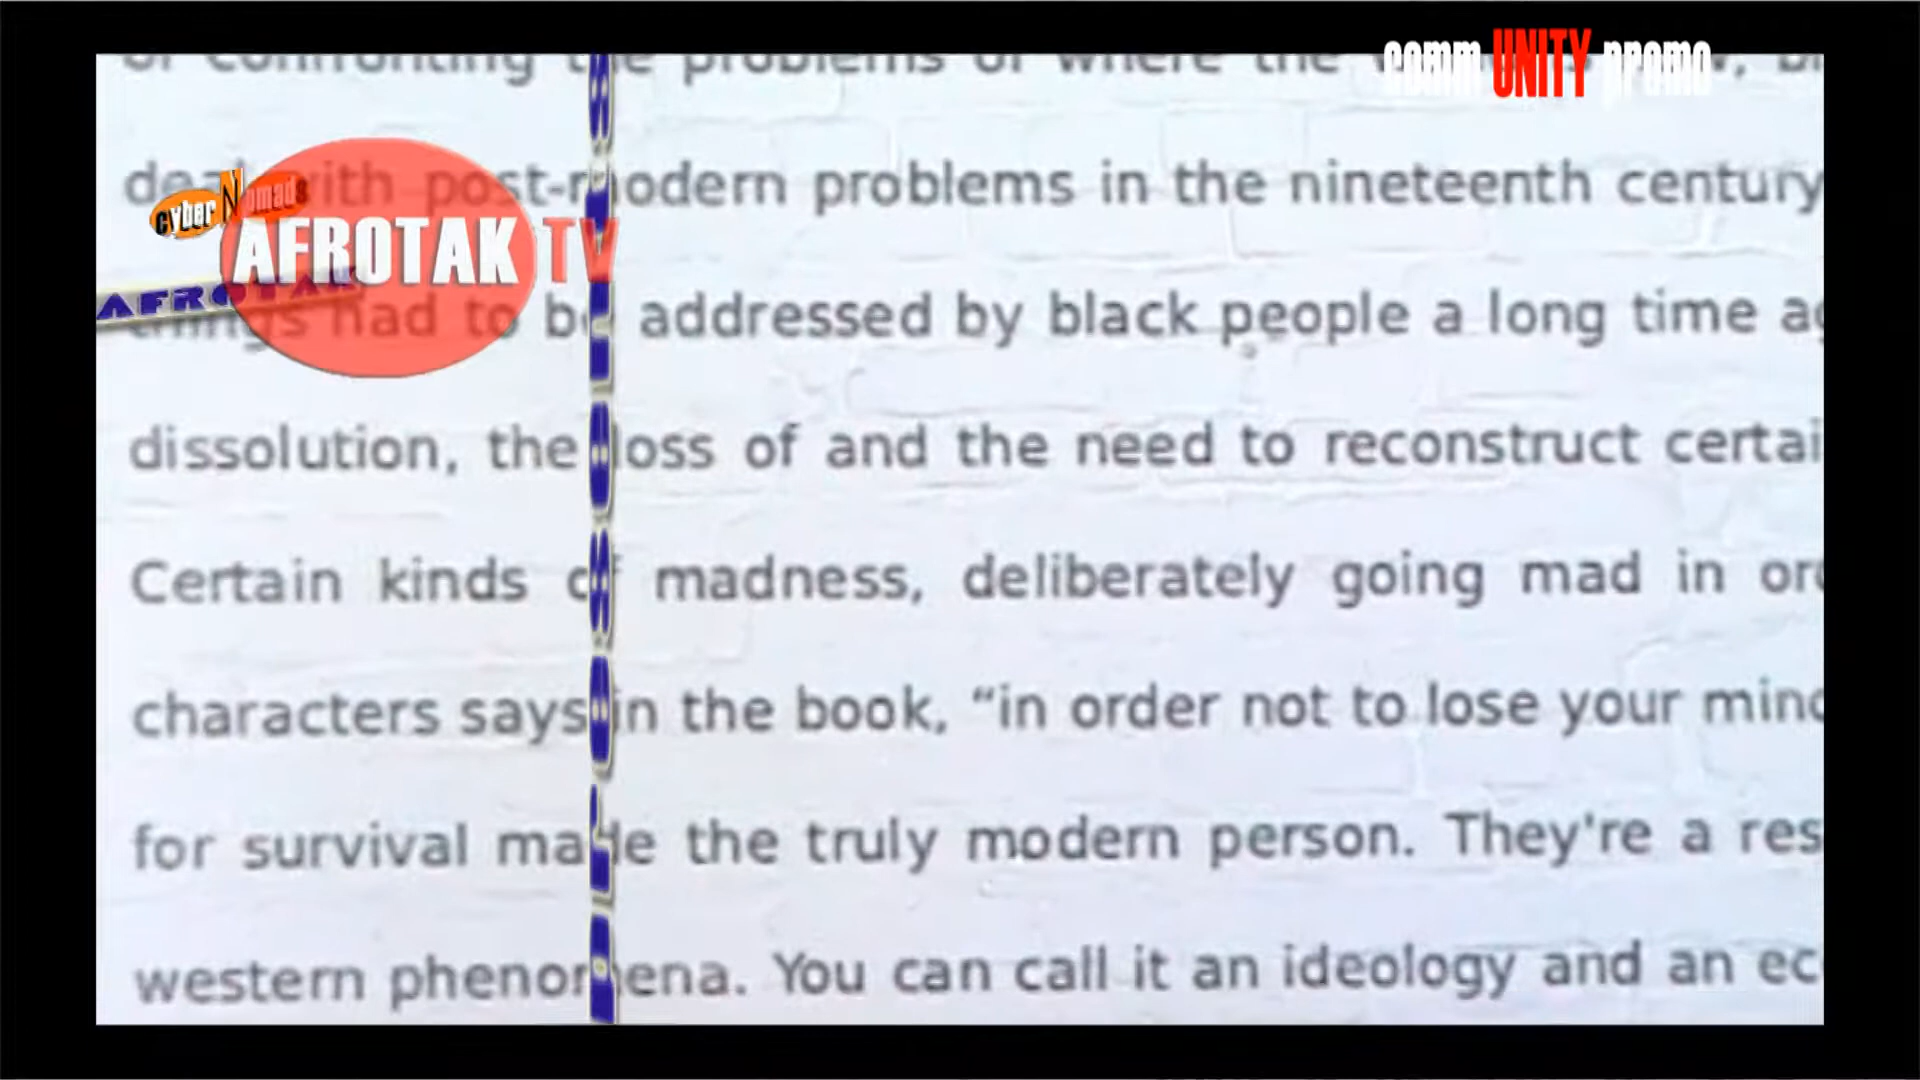 comm UNITY promo
of confronting the problems of where the
deal with post-modern problems in the nineteenth century
cyberNomads
AFROTAK TV
AFROTAK
things had to be addressed by black people a long time ag
dissolution, the loss of and the need to reconstruct certai
Certain kinds of madness, deliberately going mad in ord
characters says in the book, “in order not to lose your mind
for survival made the truly modern person. They're a res
western phenomena. You can call it an ideology and an ec